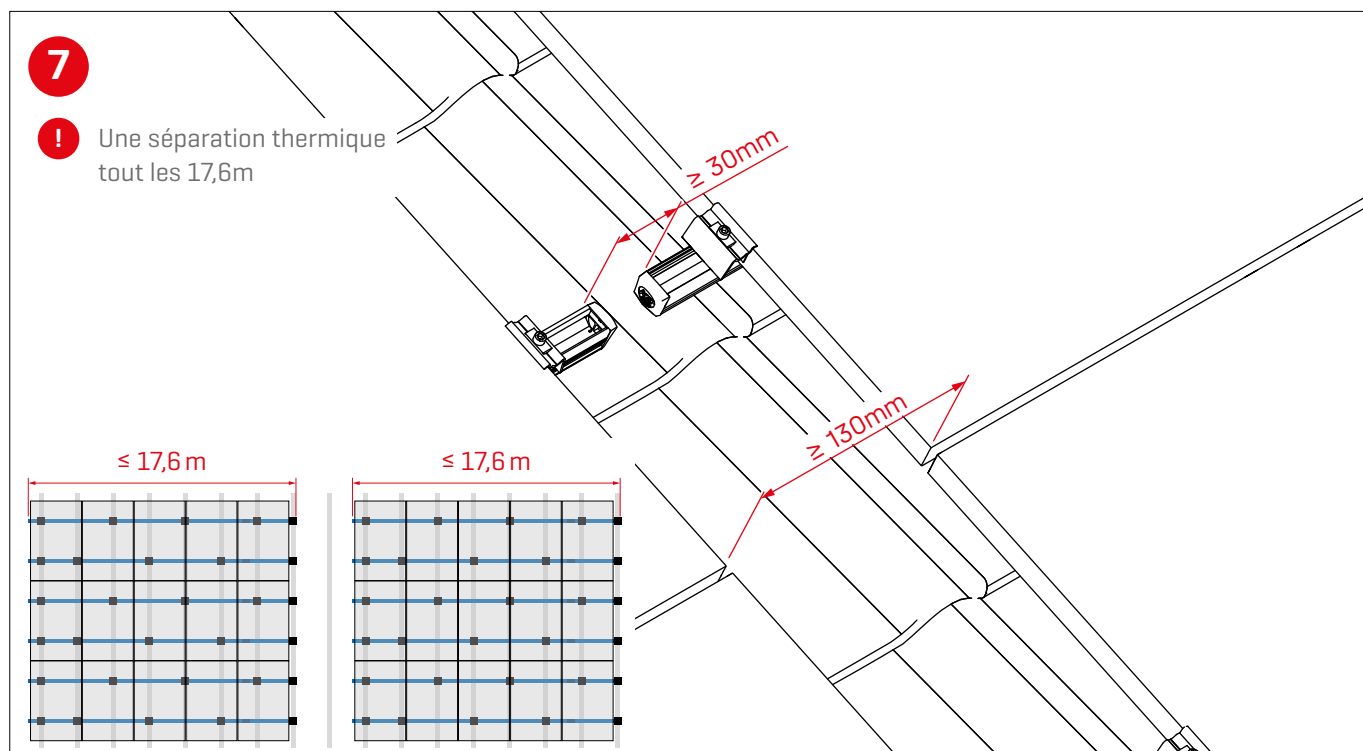 7
!
Une séparation thermique
tout les 17,6m
≥ 30mm
≥ 130mm
≤ 17,6 m
≤ 17,6 m